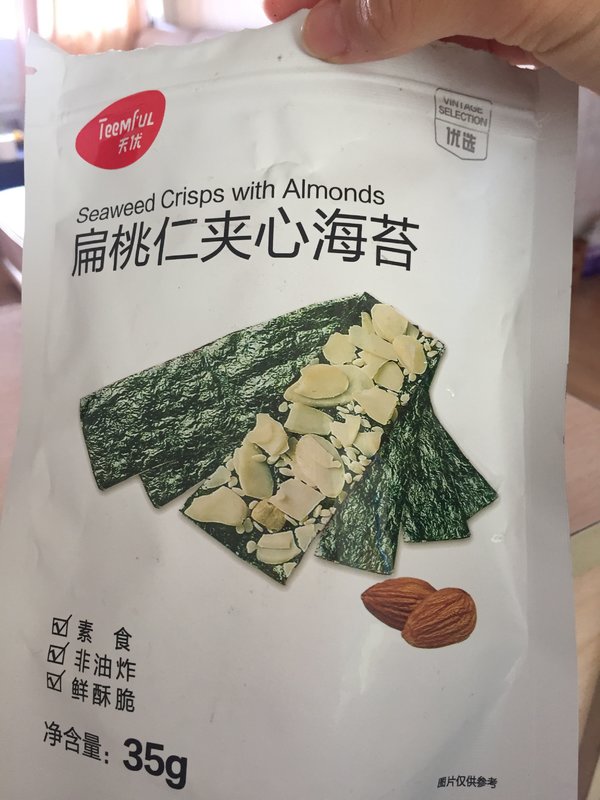 Teemful
天优
VINTAGE
SELECTION
优选
Seaweed Crisps with Almonds
扁桃仁夹心海苔
素 食
非油炸
鲜酥脆
净含量：35g
图片仅供参考